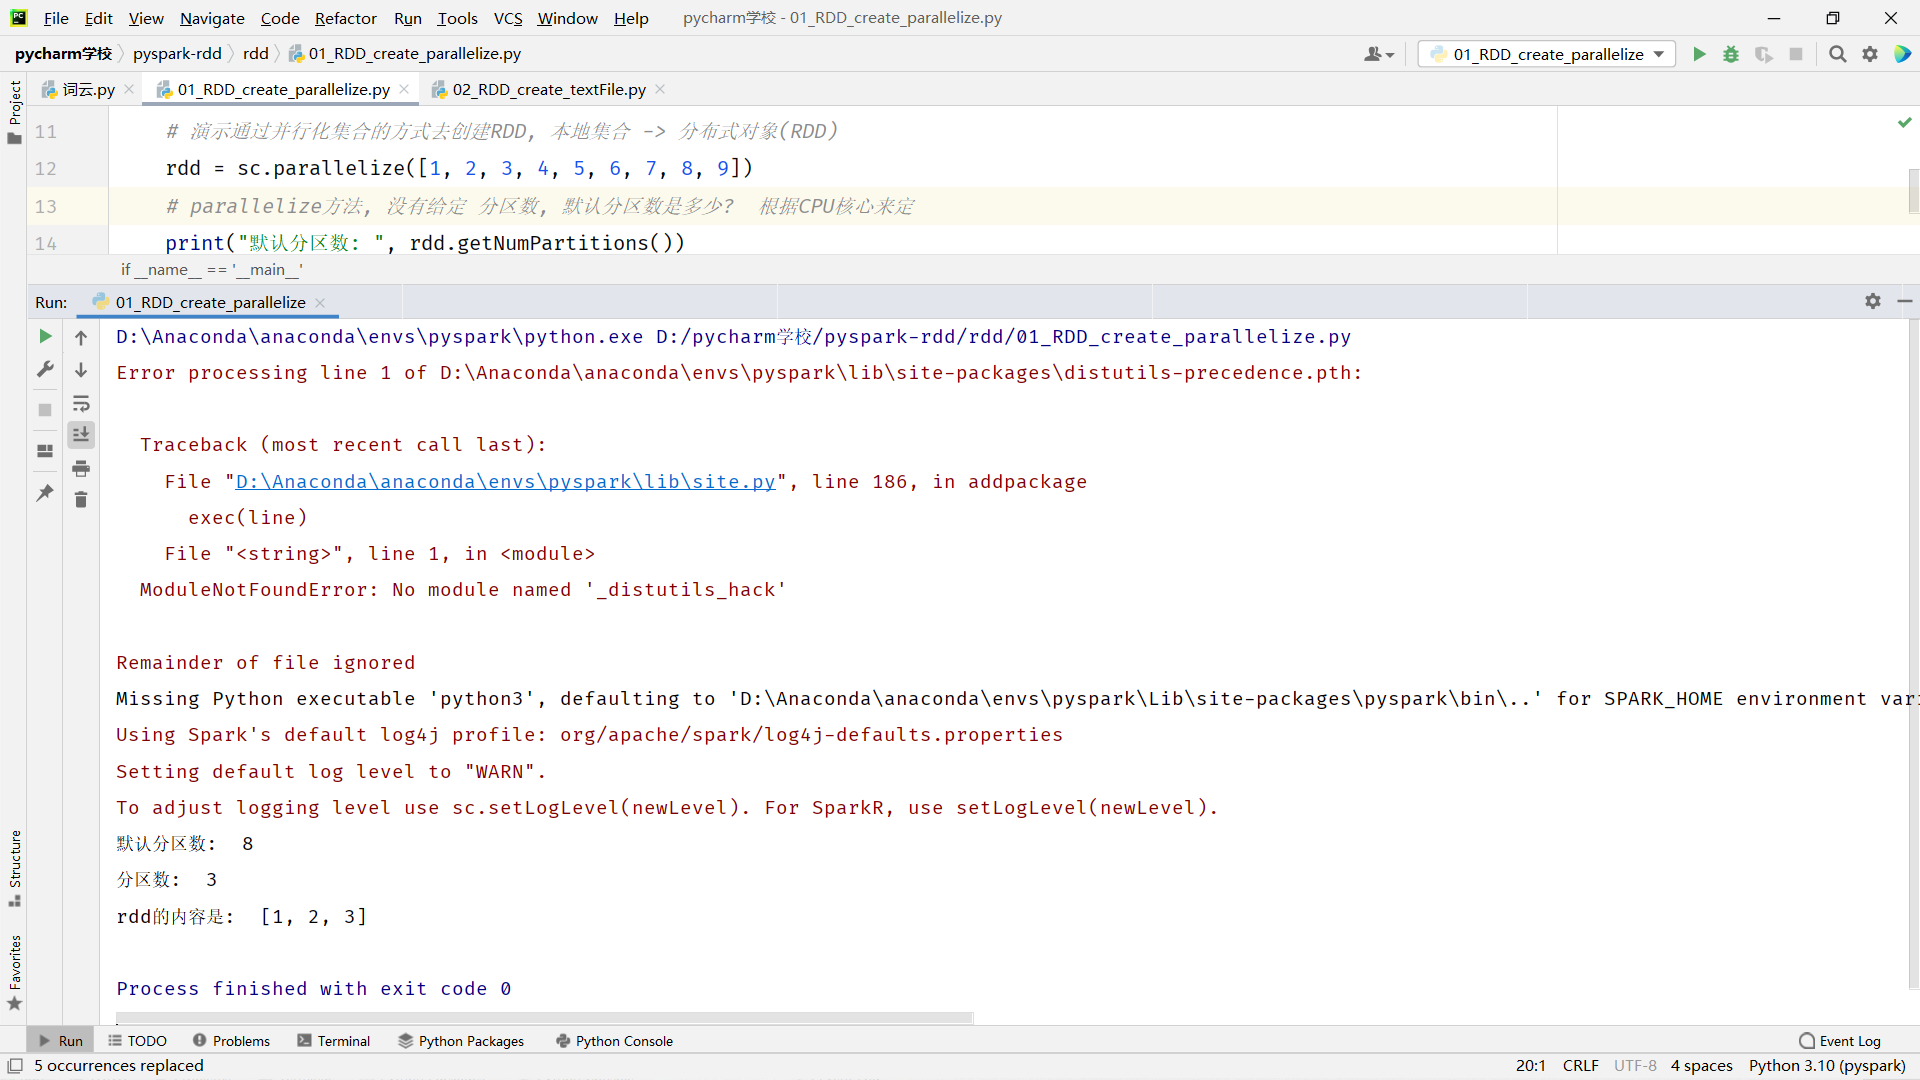 File Edit View Navigate Code Refactor Run Tools VCS Window Help pycharm学校 - 01_RDD_create_parallelize.py
pycharm学校 pyspark-rdd rdd 01_RDD_create_parallelize.py 01_RDD_create_parallelize
词云.py 01_RDD_create_parallelize.py 02_RDD_create_textFile.py
Project
11 # 演示通过并行化集合的方式去创建RDD, 本地集合 -> 分布式对象(RDD)
12 rdd = sc.parallelize([1, 2, 3, 4, 5, 6, 7, 8, 9])
13 # parallelize方法, 没有给定 分区数, 默认分区数是多少? 根据CPU核心来定
14 print("默认分区数: ", rdd.getNumPartitions())
if __name__ == '__main__'
Run: 01_RDD_create_parallelize
D:\Anaconda\anaconda\envs\pyspark\python.exe D:/pycharm学校/pyspark-rdd/rdd/01_RDD_create_parallelize.py
Error processing line 1 of D:\Anaconda\anaconda\envs\pyspark\lib\site-packages\distutils-precedence.pth:
Traceback (most recent call last):
File "D:\Anaconda\anaconda\envs\pyspark\lib\site.py", line 186, in addpackage
exec(line)
File "<string>", line 1, in <module>
ModuleNotFoundError: No module named '_distutils_hack'
Remainder of file ignored
Missing Python executable 'python3', defaulting to 'D:\Anaconda\anaconda\envs\pyspark\Lib\site-packages\pyspark\bin\..' for SPARK_HOME environment vari
Using Spark's default log4j profile: org/apache/spark/log4j-defaults.properties
Setting default log level to "WARN".
To adjust logging level use sc.setLogLevel(newLevel). For SparkR, use setLogLevel(newLevel).
默认分区数: 8
分区数: 3
rdd的内容是: [1, 2, 3]
Process finished with exit code 0
Structure
Favorites
Run TODO Problems Terminal Python Packages Python Console Event Log
5 occurrences replaced 20:1 CRLF UTF-8 4 spaces Python 3.10 (pyspark)